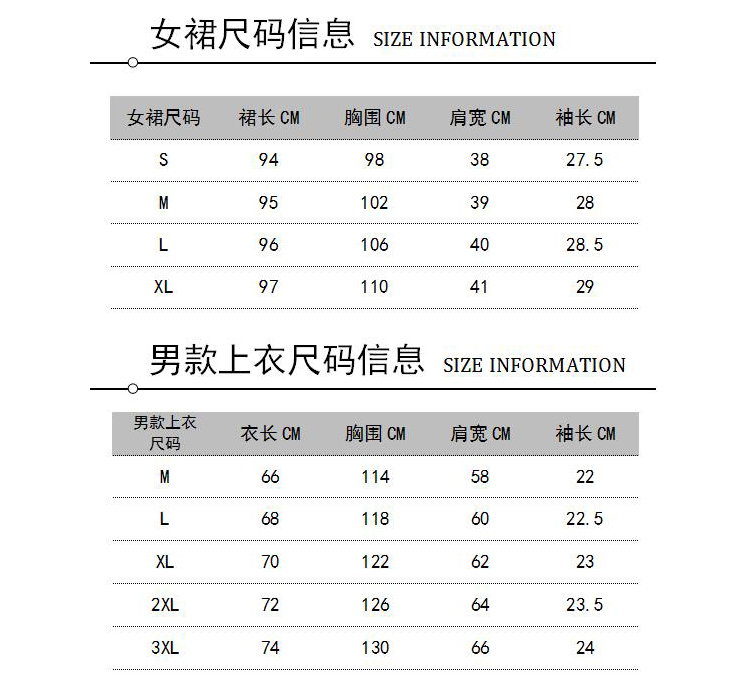 女裙尺码信息 SIZE INFORMATION
女裙尺码 裙长 CM 胸围 CM 肩宽 CM 袖长 CM
S 94 98 38 27.5
M 95 102 39 28
L 96 106 40 28.5
XL 97 110 41 29
男款上衣尺码信息 SIZE INFORMATION
男款上衣
尺码 衣长 CM 胸围 CM 肩宽 CM 袖长 CM
M 66 114 58 22
L 68 118 60 22.5
XL 70 122 62 23
2XL 72 126 64 23.5
3XL 74 130 66 24